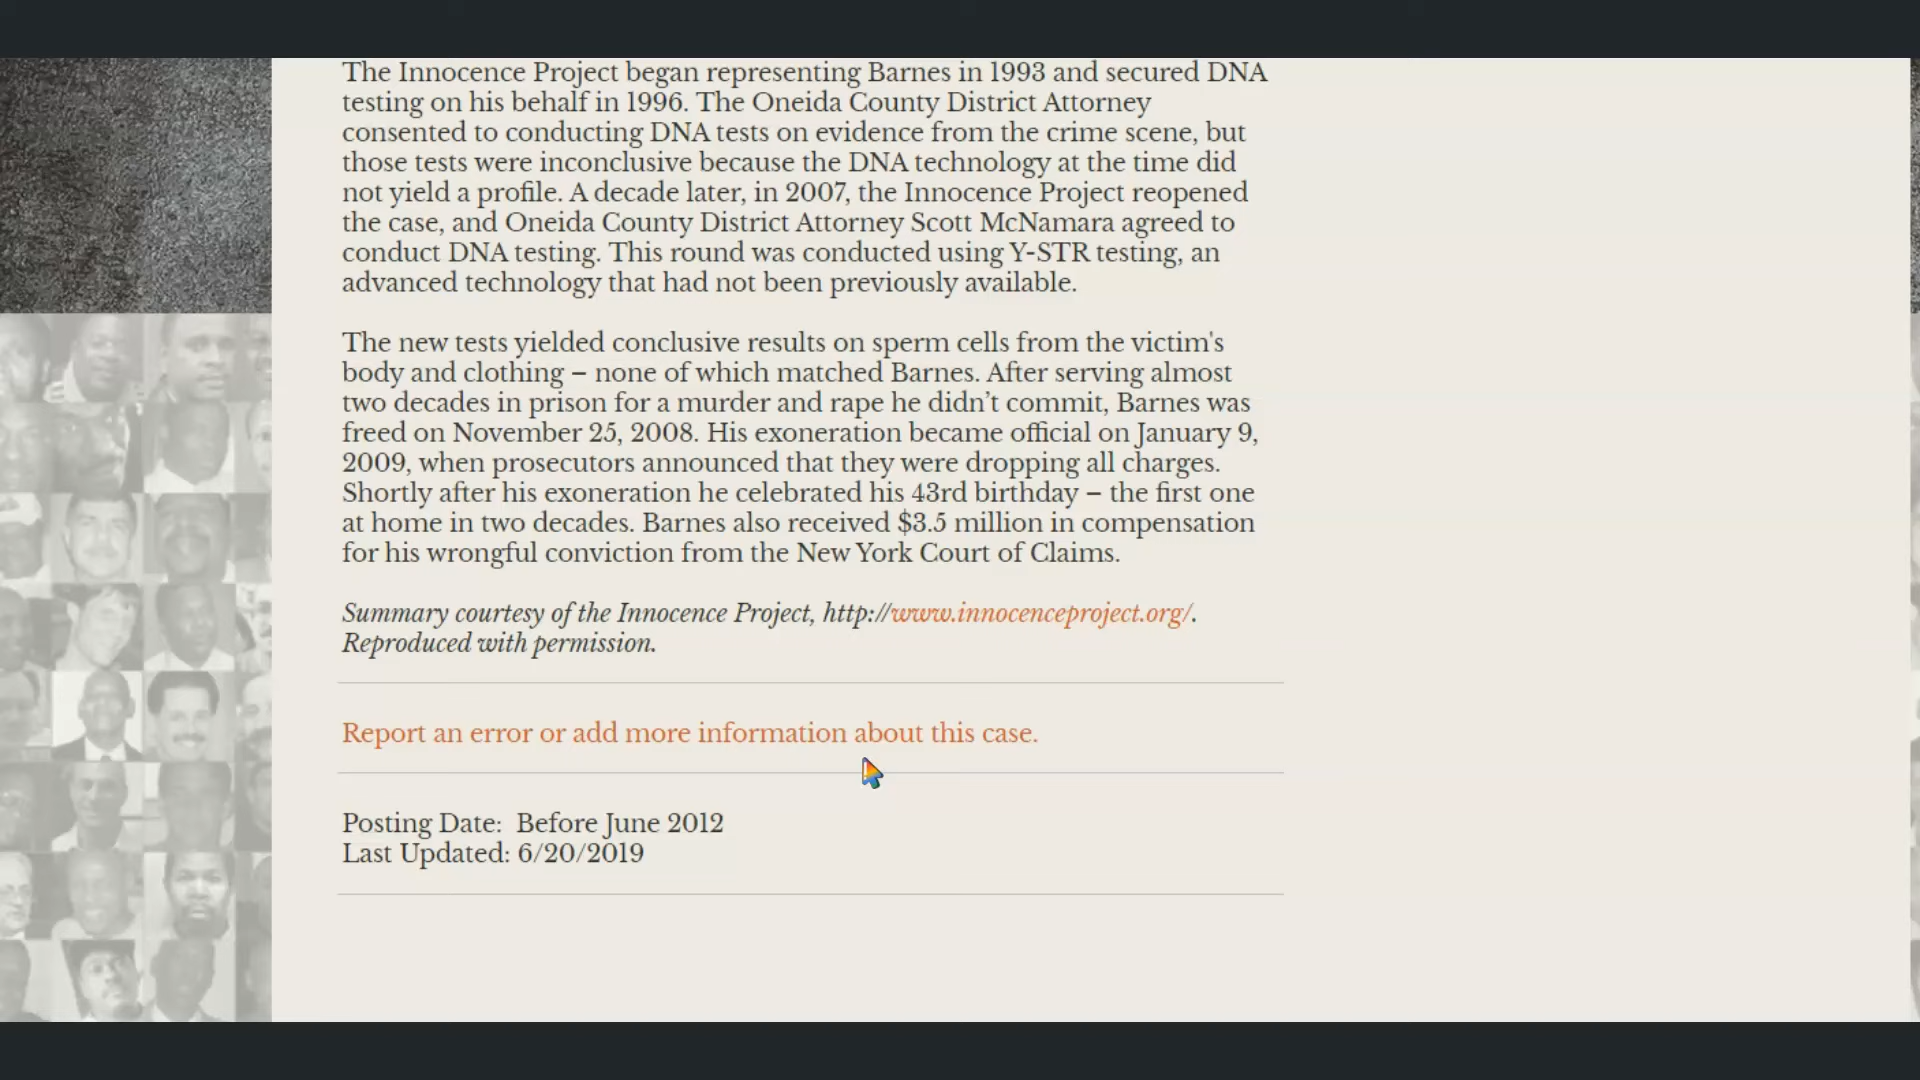 The Innocence Project began representing Barnes in 1993 and secured DNA
testing on his behalf in 1996. The Oneida County District Attorney
consented to conducting DNA tests on evidence from the crime scene, but
those tests were inconclusive because the DNA technology at the time did
not yield a profile. A decade later, in 2007, the Innocence Project reopened
the case, and Oneida County District Attorney Scott McNamara agreed to
conduct DNA testing. This round was conducted using Y-STR testing, an
advanced technology that had not been previously available.
The new tests yielded conclusive results on sperm cells from the victim's
body and clothing – none of which matched Barnes. After serving almost
two decades in prison for a murder and rape he didn’t commit, Barnes was
freed on November 25, 2008. His exoneration became official on January 9,
2009, when prosecutors announced that they were dropping all charges.
Shortly after his exoneration he celebrated his 43rd birthday – the first one
at home in two decades. Barnes also received $3.5 million in compensation
for his wrongful conviction from the New York Court of Claims.
Summary courtesy of the Innocence Project, http://www.innocenceproject.org/.
Reproduced with permission.
Report an error or add more information about this case.
Posting Date:  Before June 2012
Last Updated: 6/20/2019